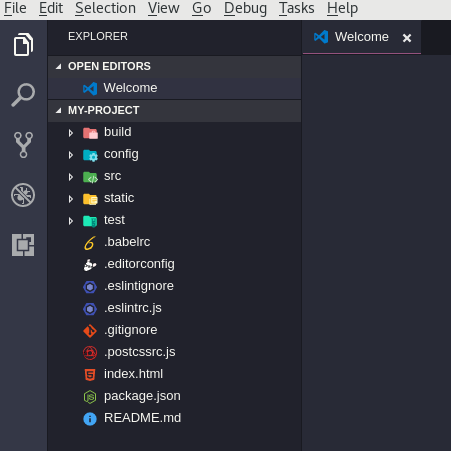 File Edit Selection View Go Debug Tasks Help
EXPLORER
Welcome
OPEN EDITORS
Welcome
MY-PROJECT
build
config
src
static
test
.babelrc
.editorconfig
.eslintignore
.eslintrc.js
.gitignore
.postcssrc.js
index.html
package.json
README.md